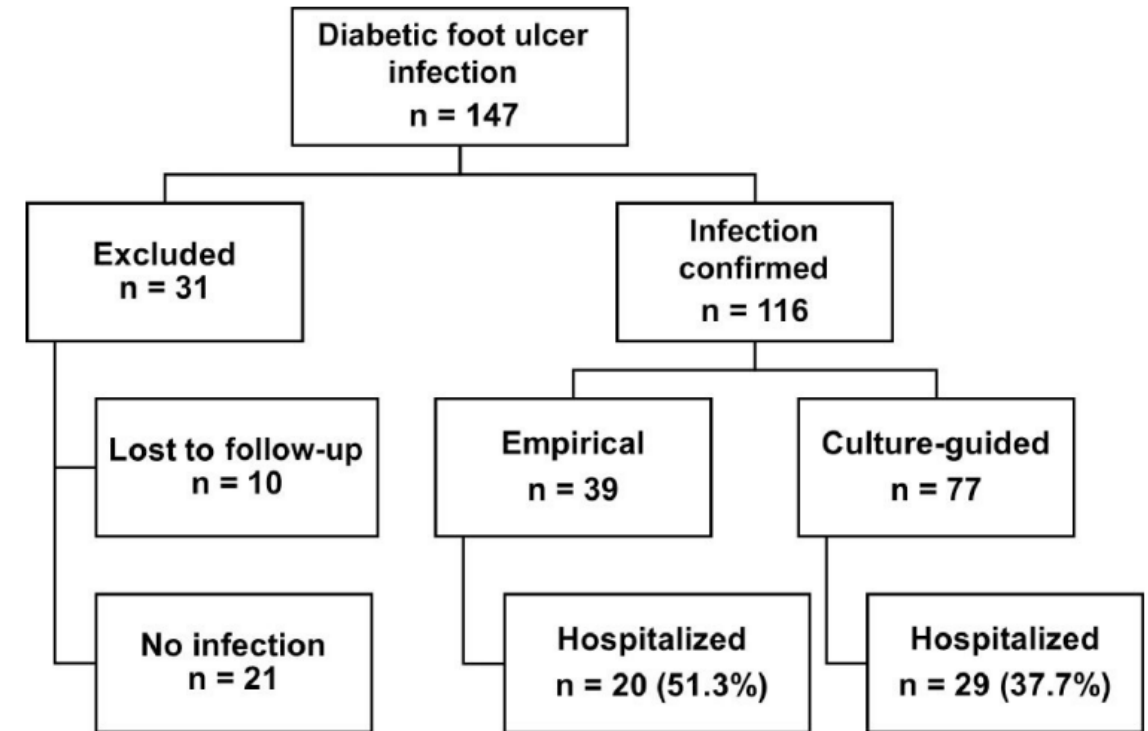 Diabetic foot ulcer
infection
n = 147
Excluded
n = 31
Infection
confirmed
n = 116
Lost to follow-up
n = 10
Empirical
n = 39
Culture-guided
n = 77
No infection
n = 21
Hospitalized
n = 20 (51.3%)
Hospitalized
n = 29 (37.7%)